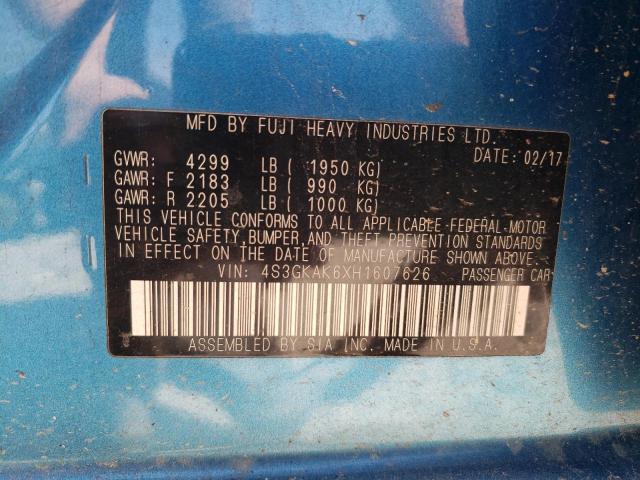 MFD BY FUJI HEAVY INDUSTRIES LTD.
DATE: 02/17
GVWR: 4299 LB ( 1950 KG)
GAWR: F 2183 LB ( 990 KG)
GAWR: R 2205 LB ( 1000 KG)
THIS VEHICLE CONFORMS TO ALL APPLICABLE FEDERAL MOTOR
VEHICLE SAFETY,BUMPER,AND THEFT PREVENTION STANDARDS
IN EFFECT ON THE DATE OF MANUFACTURE SHOWN ABOVE.
VIN: 4S3GKAK6XH1607626 PASSENGER CAR
ASSEMBLED BY SIA INC. MADE IN U.S.A.